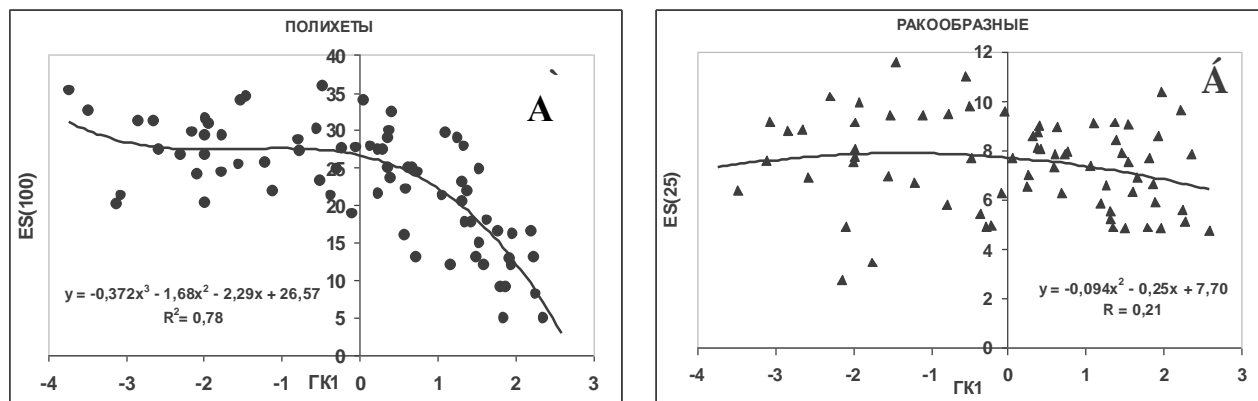 ПОЛИХЕТЫ
40
35
30
25
20
15
10
5
0
ES(100)
À
y = -0,372x³ - 1,68x² - 2,29x + 26,57
R² = 0,78
-4 -3 -2 -1 0 1 2 3
ГК1
РАКООБРАЗНЫЕ
12
10
8
6
4
2
0
ES(25)
Á
y = -0,094x² - 0,25x + 7,70
R = 0,21
-4 -3 -2 -1 0 1 2 3
ГК1